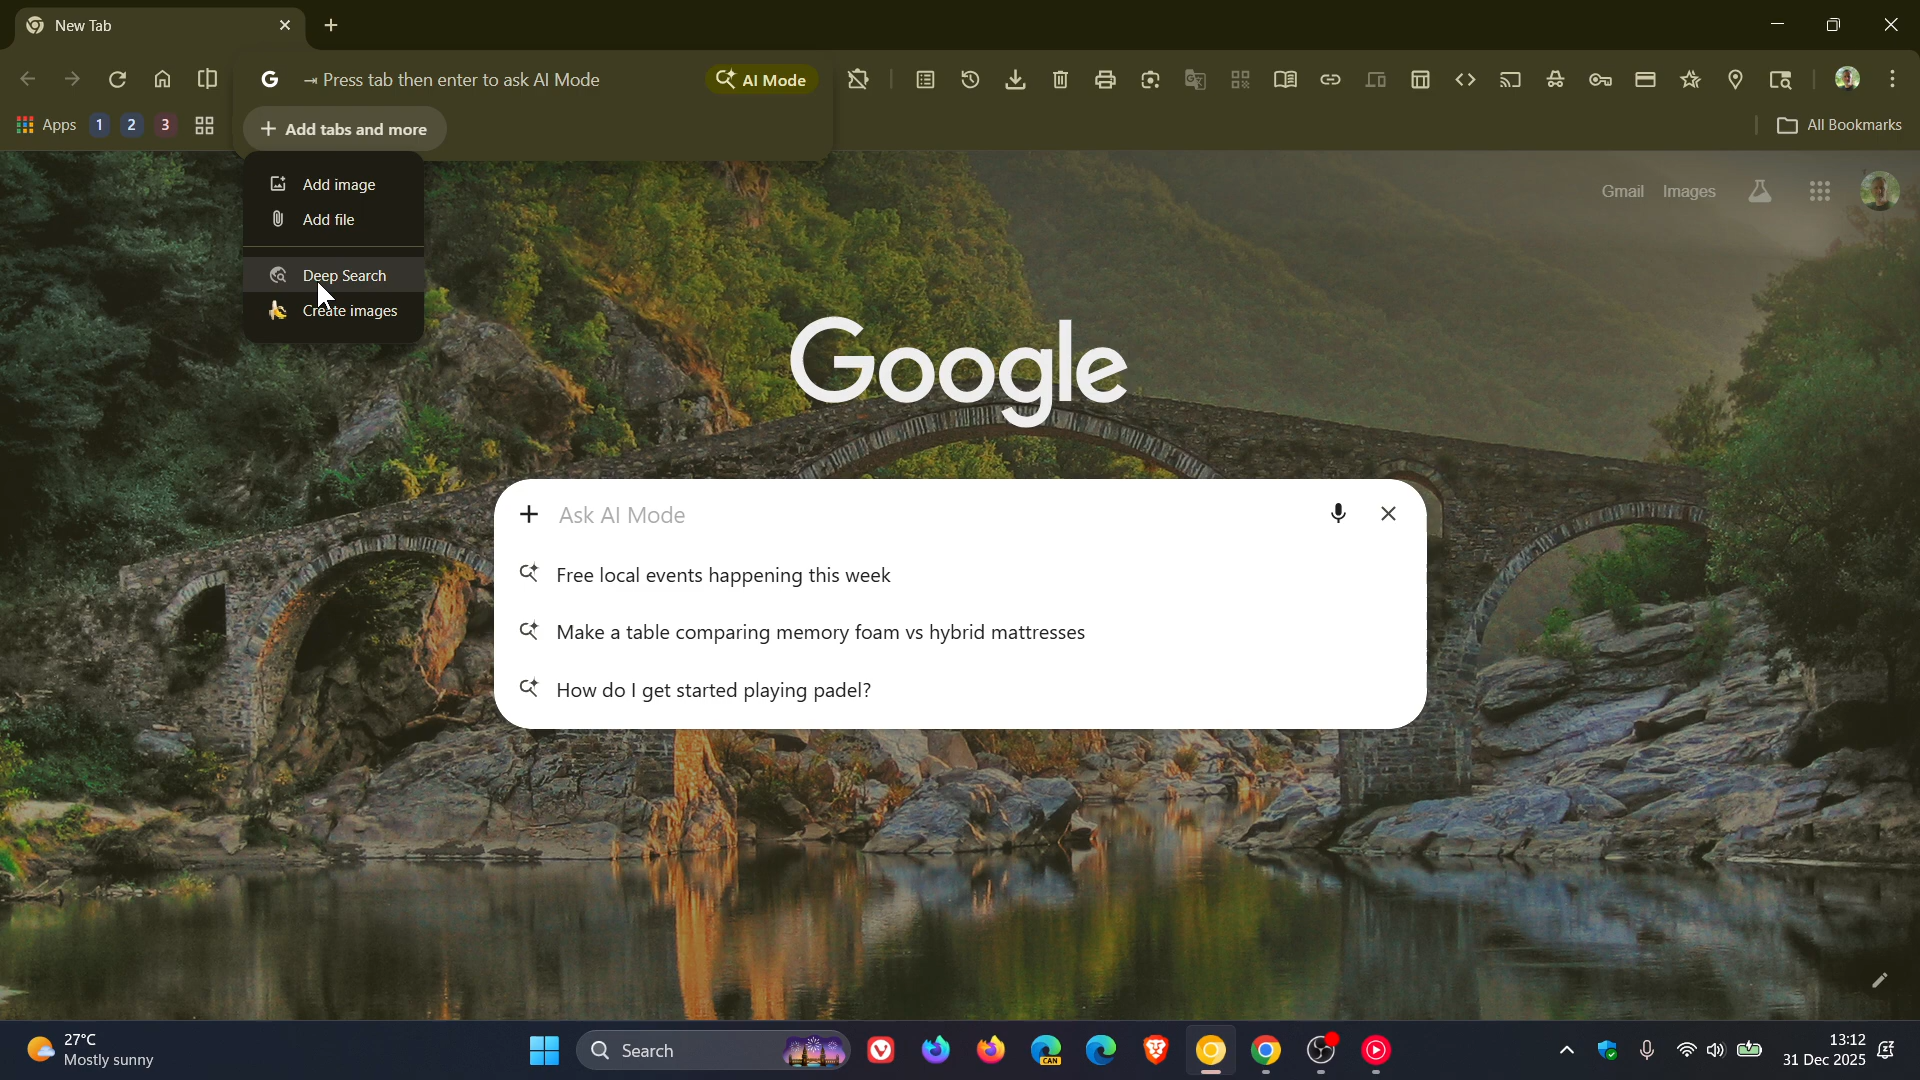 New Tab
Press tab then enter to ask AI Mode
AI Mode
Apps
1
2
3
Add tabs and more
All Bookmarks
Add image
Add file
Deep Search
Create images
Gmail
Images
Google
Ask AI Mode
Free local events happening this week
Make a table comparing memory foam vs hybrid mattresses
How do I get started playing padel?
27°C
Mostly sunny
Search
CAN
13:12
31 Dec 2025